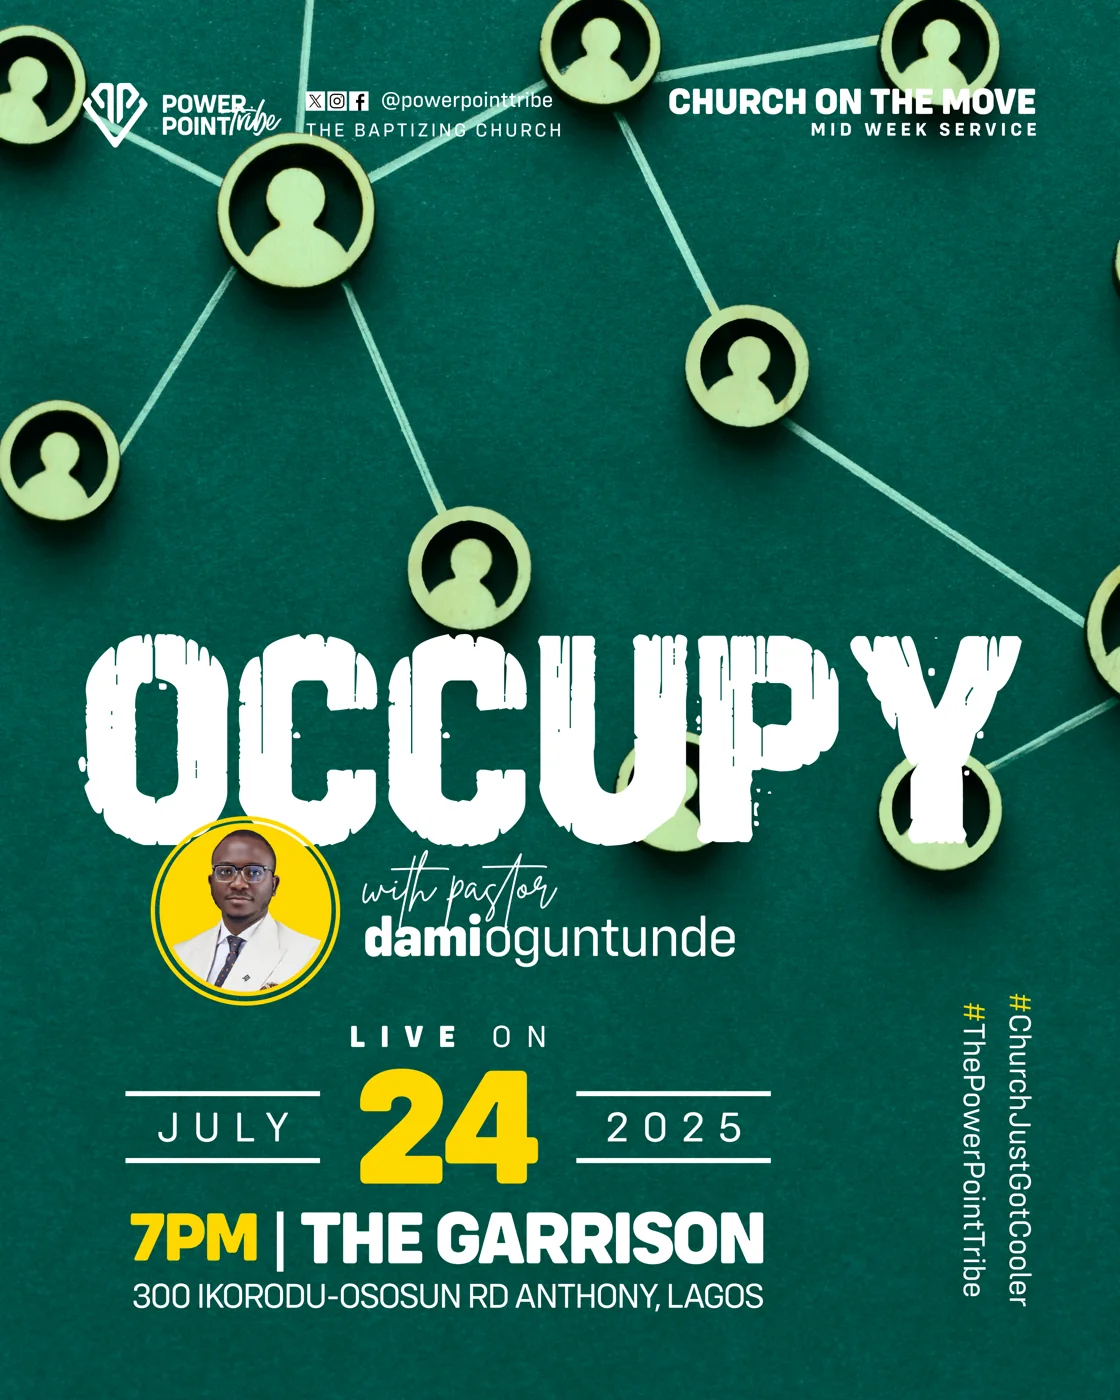 POWER
POINT Tribe
@powerpointtribe
THE BAPTIZING CHURCH
CHURCH ON THE MOVE
MID WEEK SERVICE
OCCUPY
with pastor
damioguntunde
LIVE ON
JULY 24 2025
7PM | THE GARRISON
300 IKORODU-OSOSUN RD ANTHONY, LAGOS
#ChurchJustGotCooler
#ThePowerPointTribe